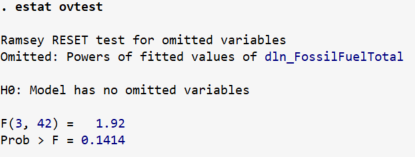 . estat ovtest
Ramsey RESET test for omitted variables
Omitted: Powers of fitted values of dln_FossilFuelTotal
H0: Model has no omitted variables
F(3, 42) =   1.92
Prob > F = 0.1414